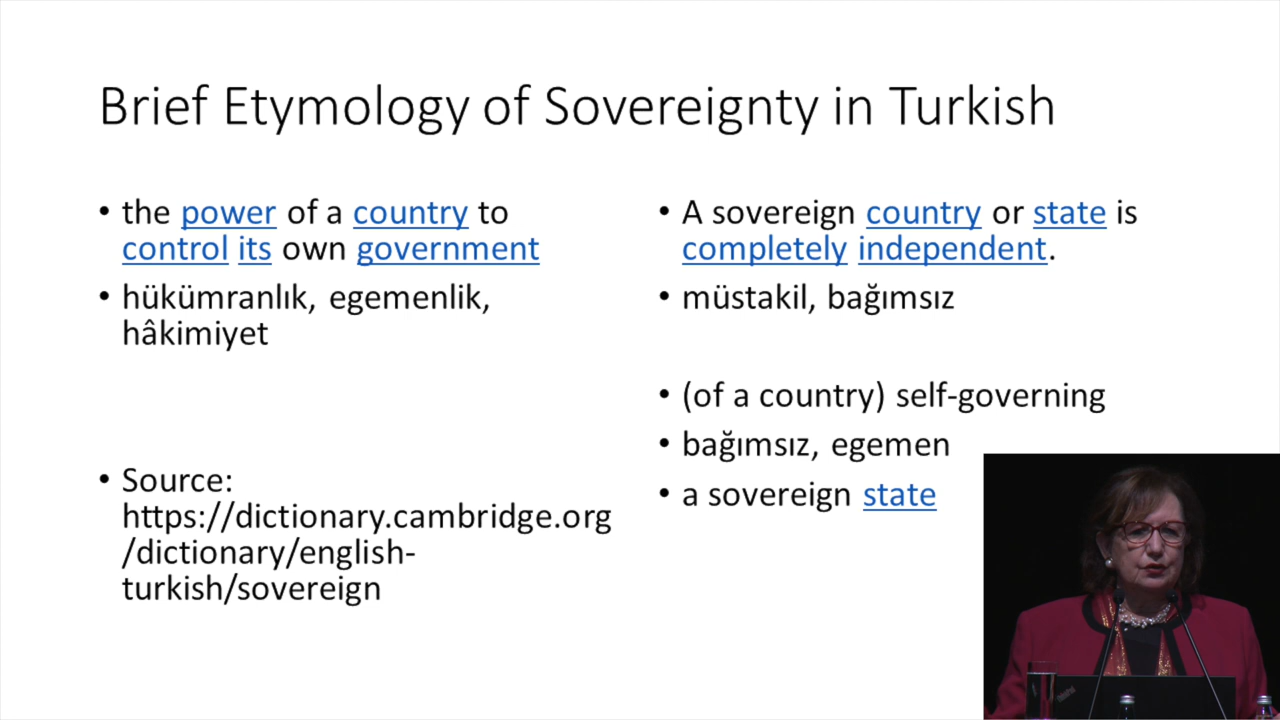 Brief Etymology of Sovereignty in Turkish
• the power of a country to
control its own government
• hükümranlık, egemenlik,
hâkimiyet
• Source:
https://dictionary.cambridge.org
/dictionary/english-
turkish/sovereign
• A sovereign country or state is
completely independent.
• müstakil, bağımsız
• (of a country) self-governing
• bağımsız, egemen
• a sovereign state